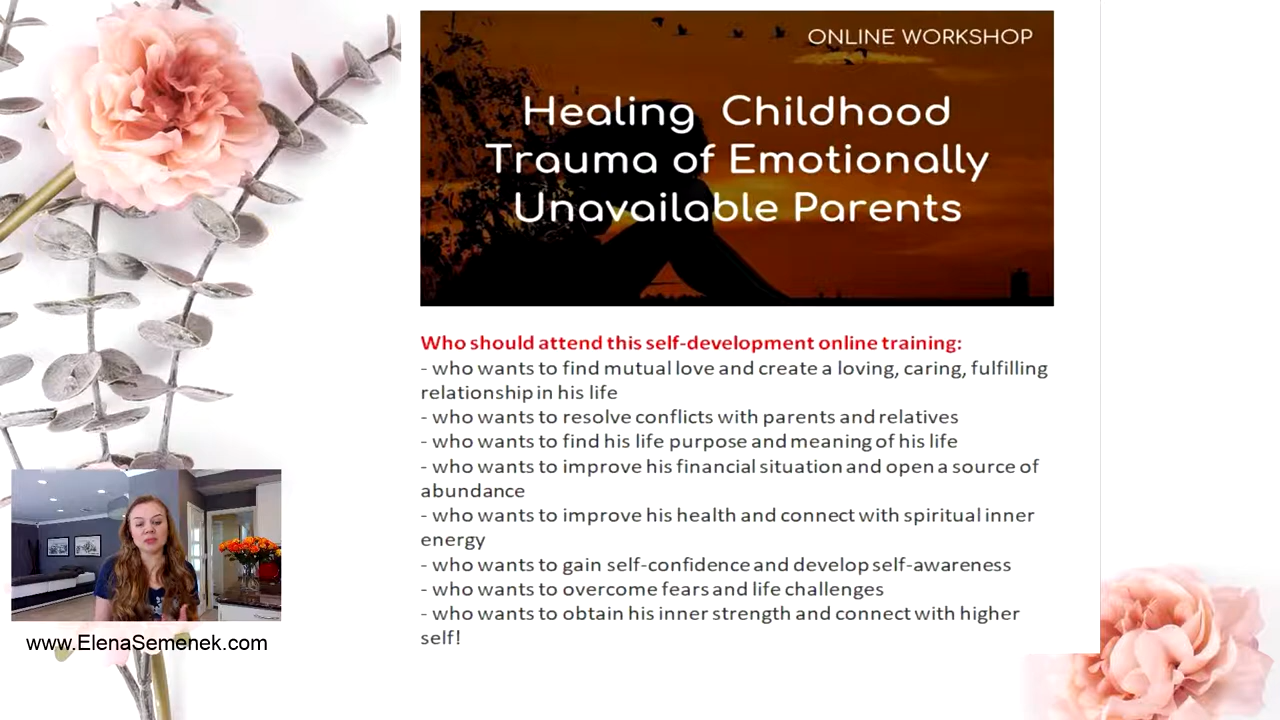 ONLINE WORKSHOP
Healing Childhood
Trauma of Emotionally
Unavailable Parents
Who should attend this self-development online training:
- who wants to find mutual love and create a loving, caring, fulfilling
relationship in his life
- who wants to resolve conflicts with parents and relatives
- who wants to find his life purpose and meaning of his life
- who wants to improve his financial situation and open a source of
abundance
- who wants to improve his health and connect with spiritual inner
energy
- who wants to gain self-confidence and develop self-awareness
- who wants to overcome fears and life challenges
- who wants to obtain his inner strength and connect with higher
self!
www.ElenaSemenek.com